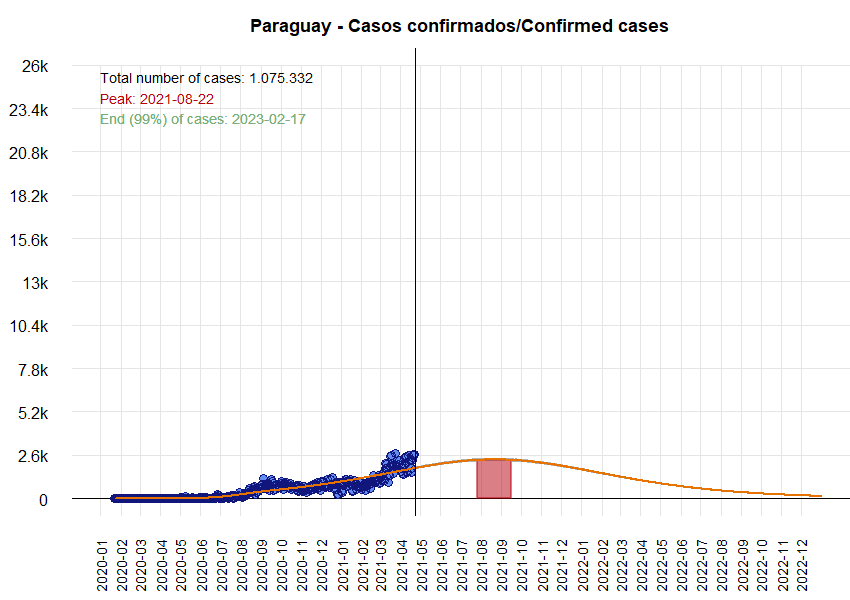 Paraguay - Casos confirmados/Confirmed cases
Total number of cases: 1.075.332
Peak: 2021-08-22
End (99%) of cases: 2023-02-17
26k
23.4k
20.8k
18.2k
15.6k
13k
10.4k
7.8k
5.2k
2.6k
0
2020-01
2020-02
2020-03
2020-04
2020-05
2020-06
2020-07
2020-08
2020-09
2020-10
2020-11
2020-12
2021-01
2021-02
2021-03
2021-04
2021-05
2021-06
2021-07
2021-08
2021-09
2021-10
2021-11
2021-12
2022-01
2022-02
2022-03
2022-04
2022-05
2022-06
2022-07
2022-08
2022-09
2022-10
2022-11
2022-12